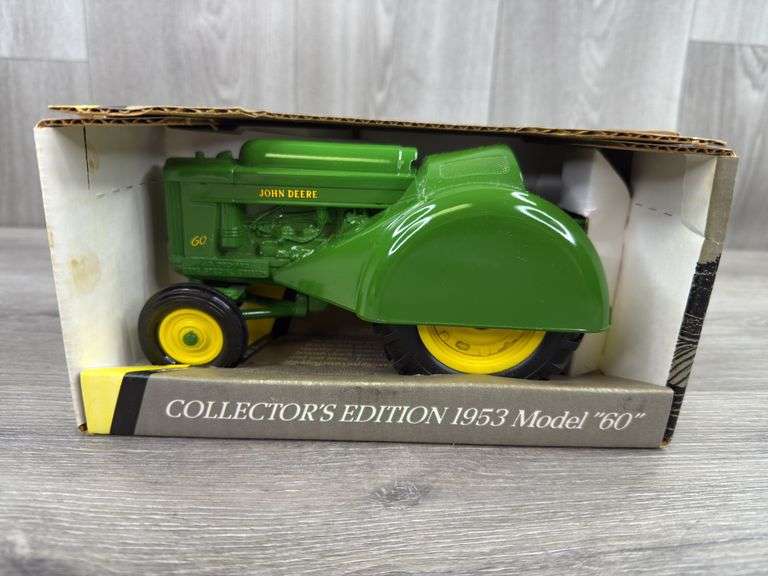 JOHN DEERE
60
COLLECTOR'S EDITION 1953 Model "60"